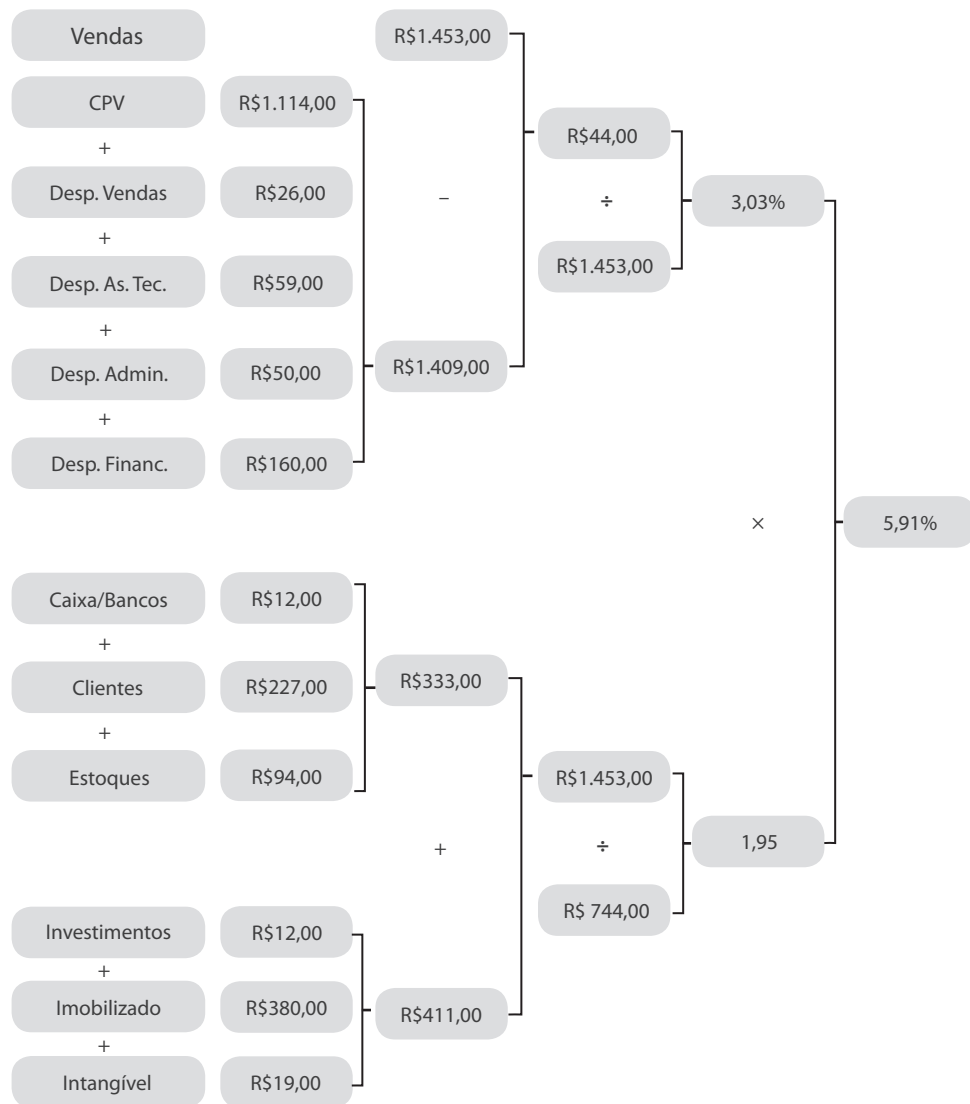 Vendas
R$1.453,00
CPV
R$1.114,00
+
Desp. Vendas
R$26,00
+
Desp. As. Tec.
R$59,00
+
Desp. Admin.
R$50,00
+
Desp. Financ.
R$160,00
R$1.409,00
–
R$44,00
÷
R$1.453,00
3,03%
×
5,91%
Caixa/Bancos
R$12,00
+
Clientes
R$227,00
+
Estoques
R$94,00
R$333,00
+
Investimentos
R$12,00
+
Imobilizado
R$380,00
+
Intangível
R$19,00
R$411,00
R$1.453,00
÷
R$ 744,00
1,95